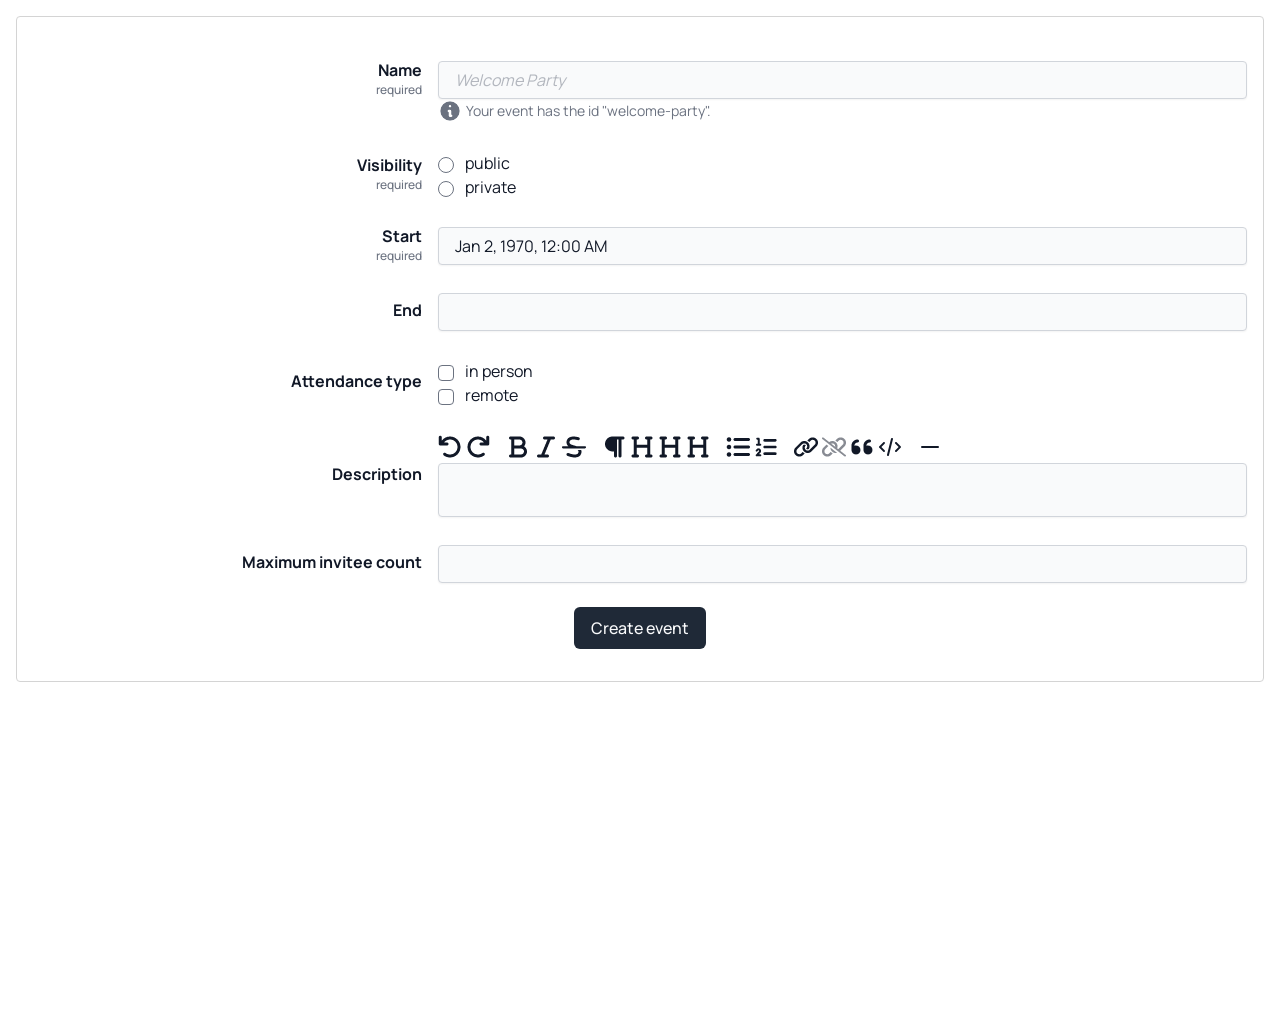 Name
required
Welcome Party
Your event has the id "welcome-party".
Visibility
required
public
private
Start
required
Jan 2, 1970, 12:00 AM
End
Attendance type
in person
remote
Description
Maximum invitee count
Create event